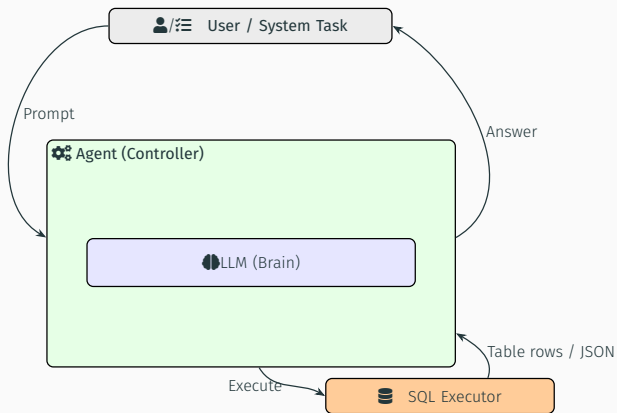 / User / System Task
Prompt
Answer
Agent (Controller)
LLM (Brain)
Table rows / JSON
Execute
SQL Executor